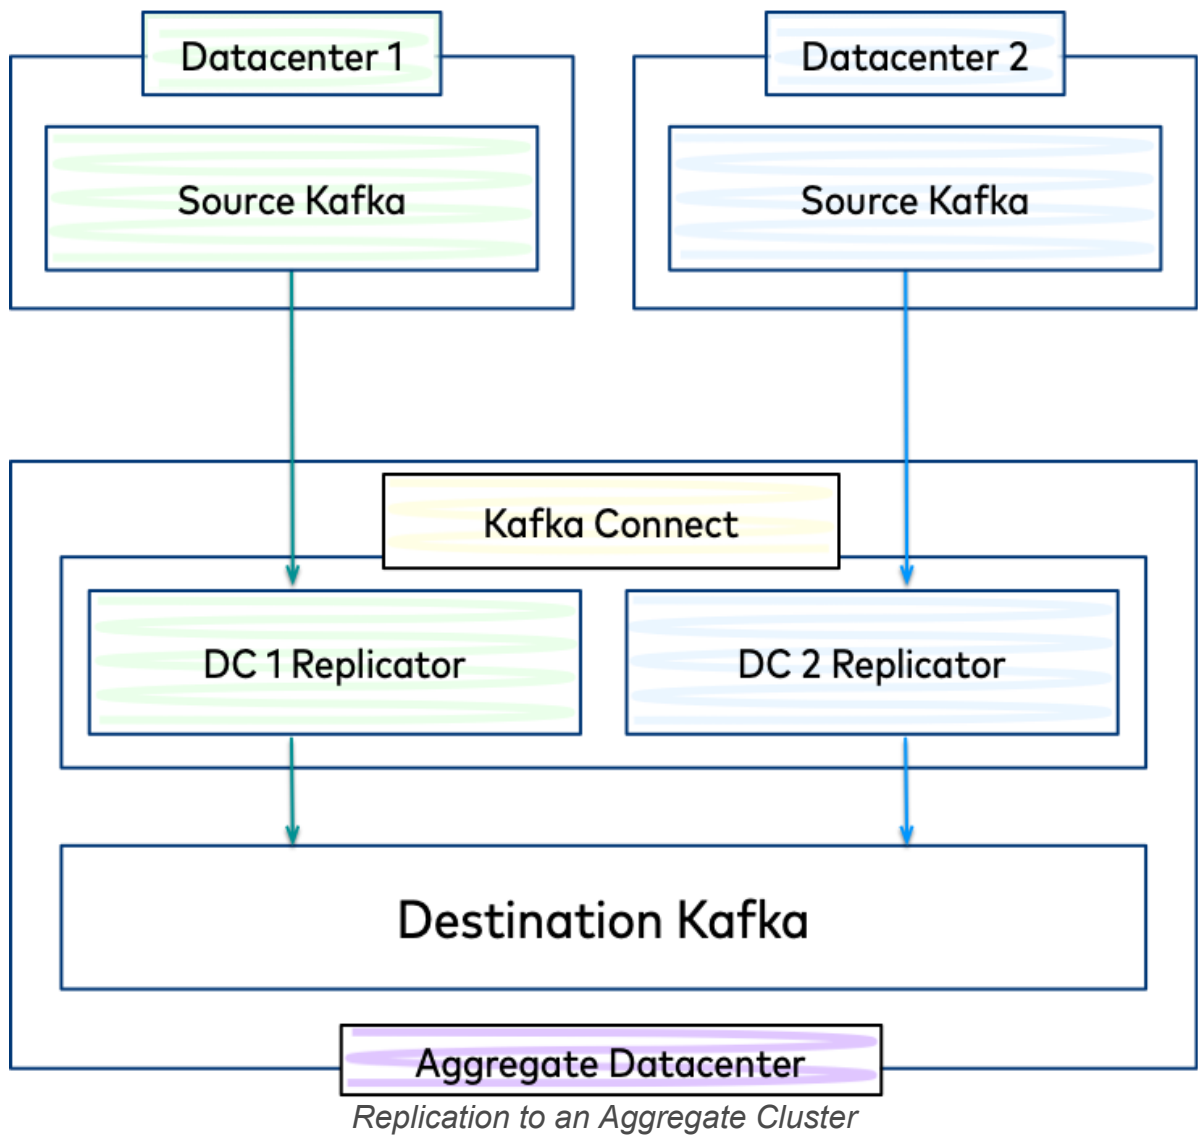 Datacenter 1
Datacenter 2
Source Kafka
Source Kafka
Kafka Connect
DC 1 Replicator
DC 2 Replicator
Destination Kafka
Aggregate Datacenter
Replication to an Aggregate Cluster